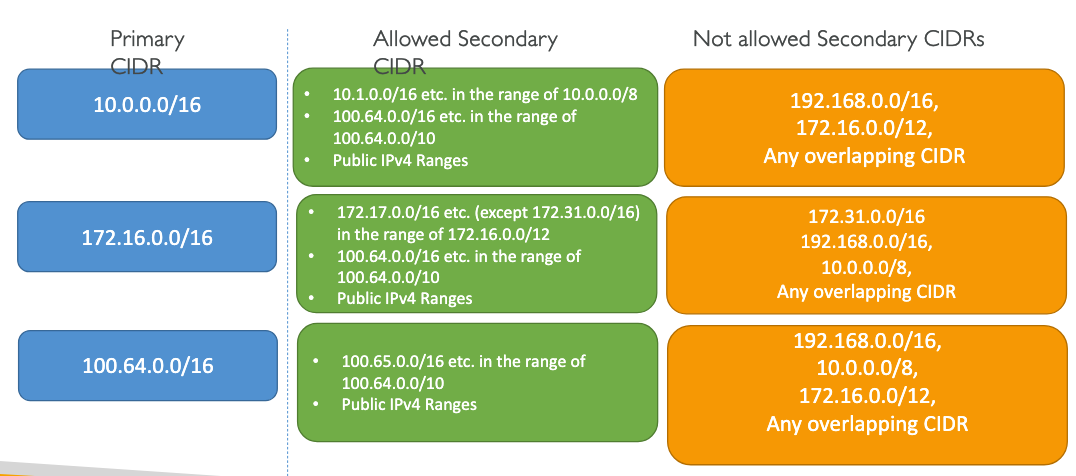 Primary
CIDR
Allowed Secondary
CIDR
Not allowed Secondary CIDRs
10.0.0.0/16
• 10.1.0.0/16 etc. in the range of 10.0.0.0/8
• 100.64.0.0/16 etc. in the range of
100.64.0.0/10
• Public IPv4 Ranges
192.168.0.0/16,
172.16.0.0/12,
Any overlapping CIDR
172.16.0.0/16
• 172.17.0.0/16 etc. (except 172.31.0.0/16)
in the range of 172.16.0.0/12
• 100.64.0.0/16 etc. in the range of
100.64.0.0/10
• Public IPv4 Ranges
172.31.0.0/16
192.168.0.0/16,
10.0.0.0/8,
Any overlapping CIDR
100.64.0.0/16
• 100.65.0.0/16 etc. in the range of
100.64.0.0/10
• Public IPv4 Ranges
192.168.0.0/16,
10.0.0.0/8,
172.16.0.0/12,
Any overlapping CIDR